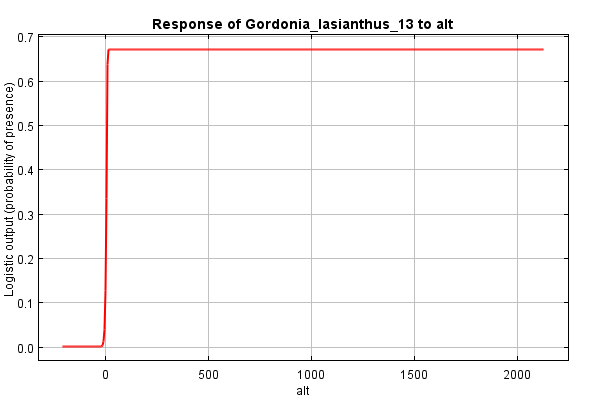 Response of Gordonia_lasianthus_13 to alt
Logistic output (probability of presence)
0.7
0.6
0.5
0.4
0.3
0.2
0.1
0.0
0 500 1000 1500 2000
alt